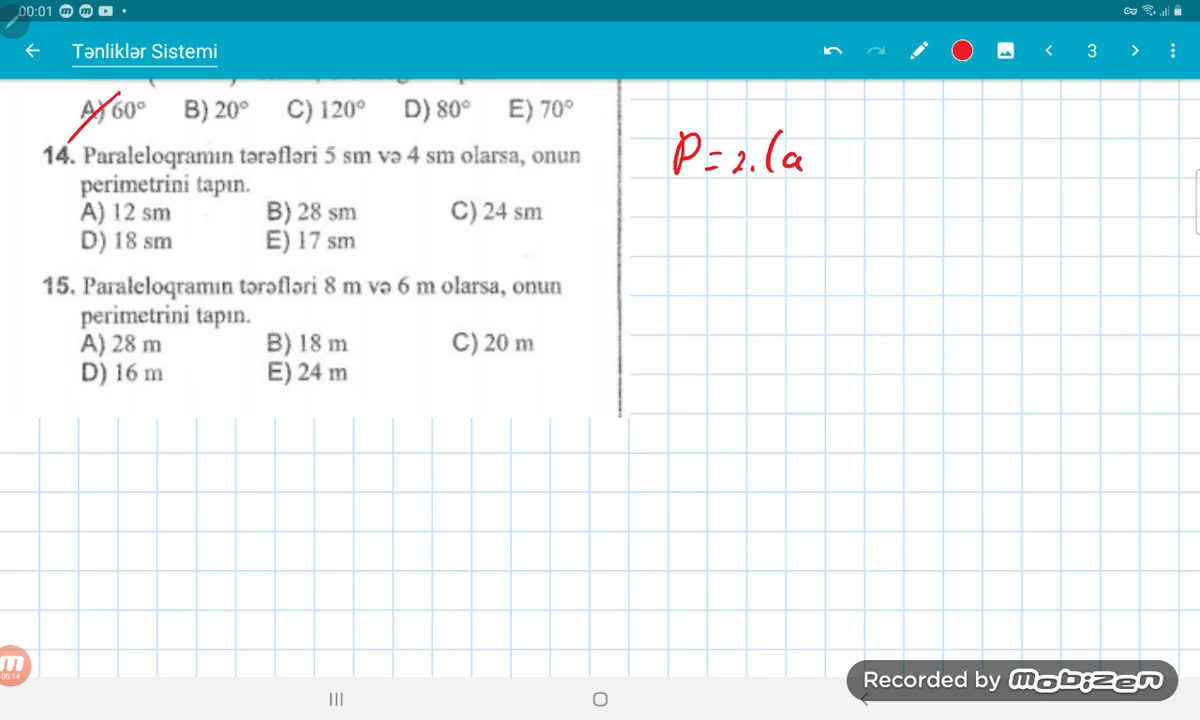 00:01
Tənliklər Sistemi
3
A) 60° B) 20° C) 120° D) 80° E) 70°
14. Paraleloqramın tərəfləri 5 sm və 4 sm olarsa, onun
perimetrini tapın.
A) 12 sm B) 28 sm C) 24 sm
D) 18 sm E) 17 sm
15. Paraleloqramın tərəfləri 8 m və 6 m olarsa, onun
perimetrini tapın.
A) 28 m B) 18 m C) 20 m
D) 16 m E) 24 m
P=2.(a
05:14
Recorded by mobizen